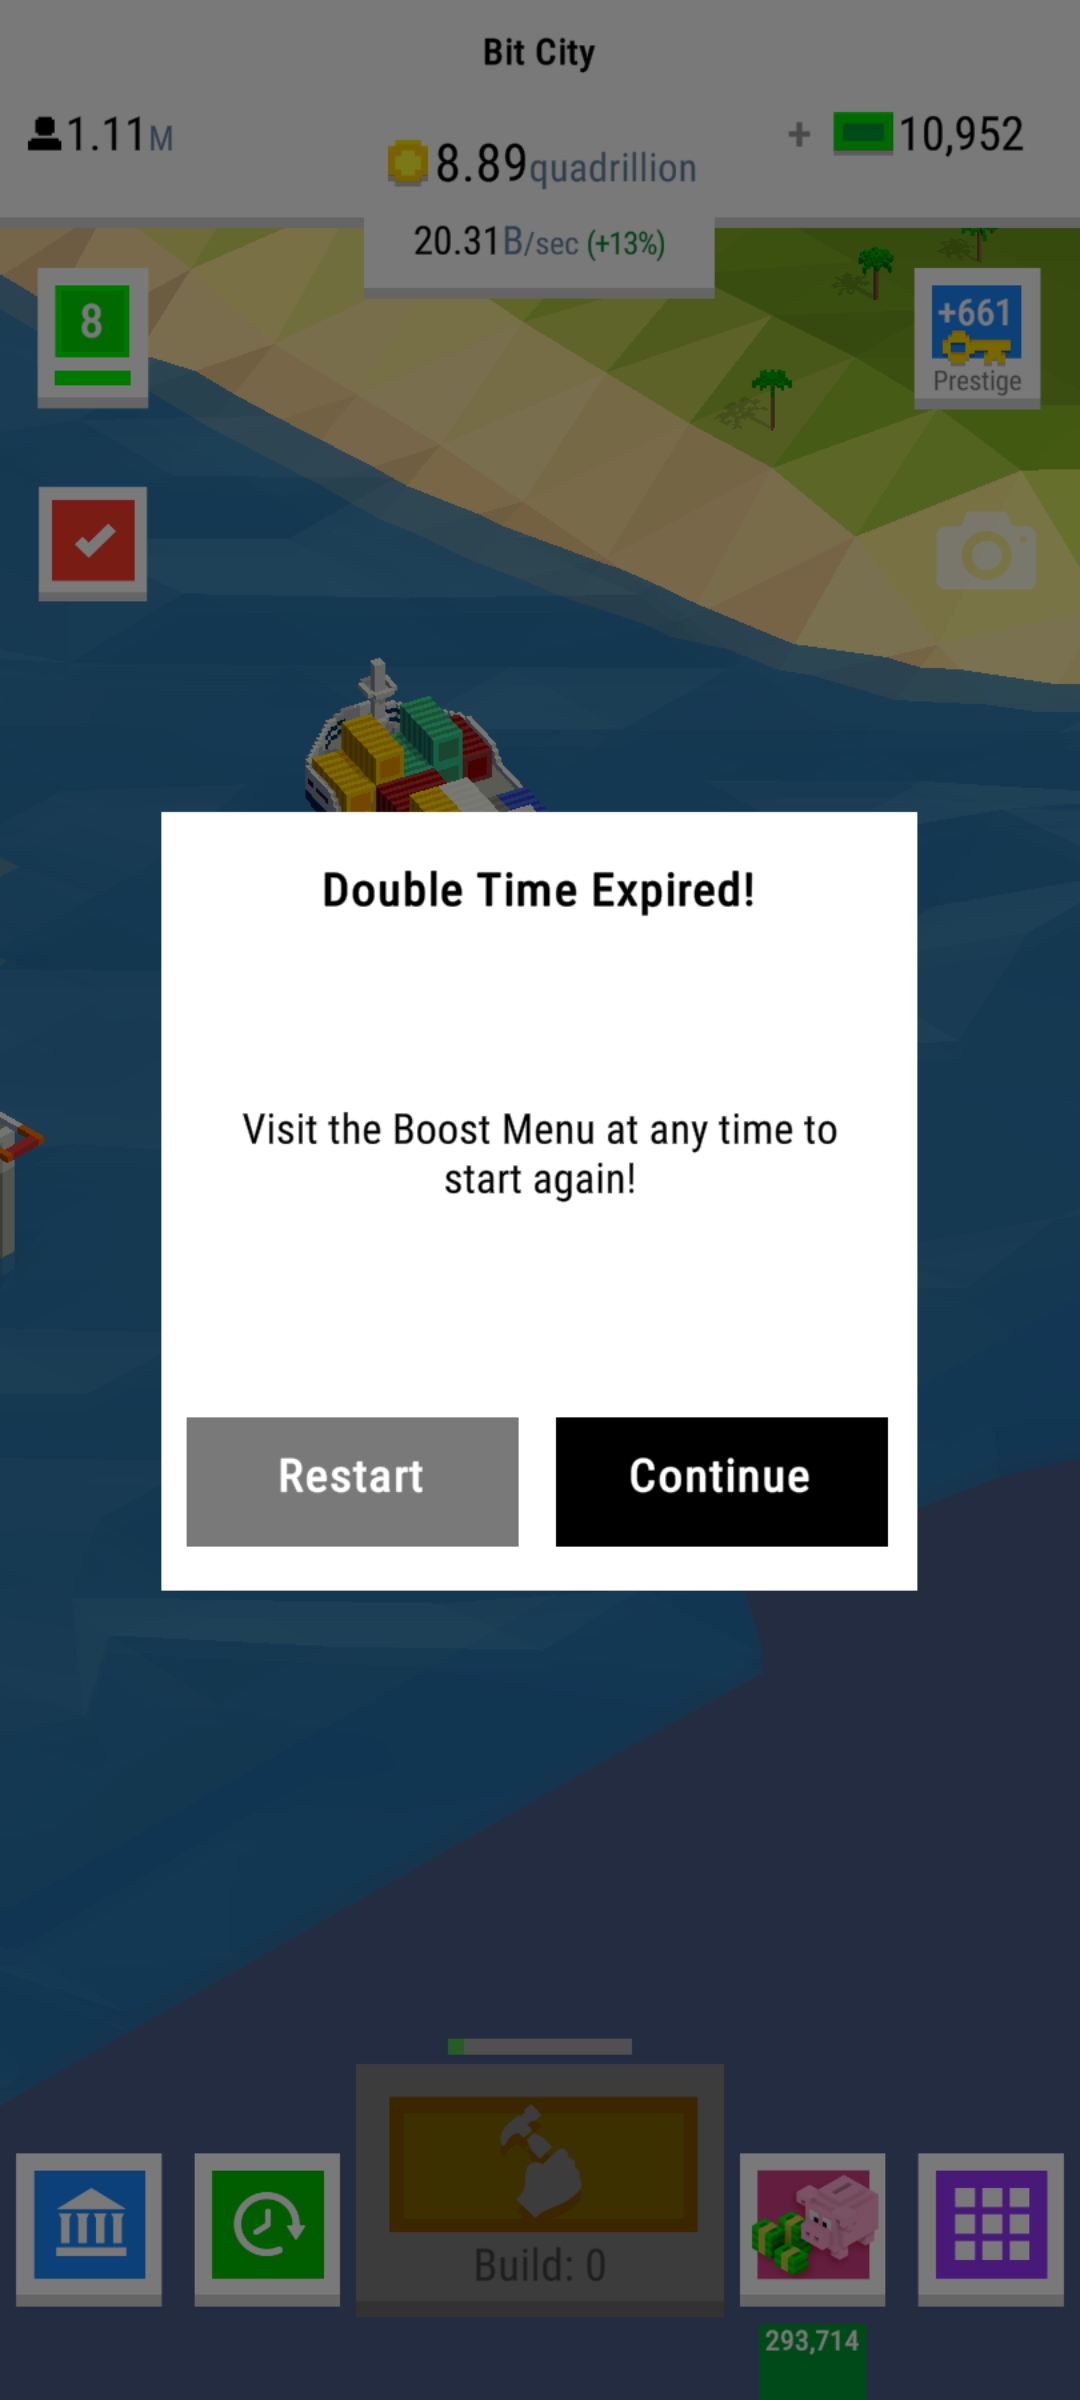 Bit City
1.11M
8.89quadrillion
+ 10,952
20.31B/sec (+13%)
8
+661
Prestige
Double Time Expired!
Visit the Boost Menu at any time to
start again!
Restart
Continue
Build: 0
293,714